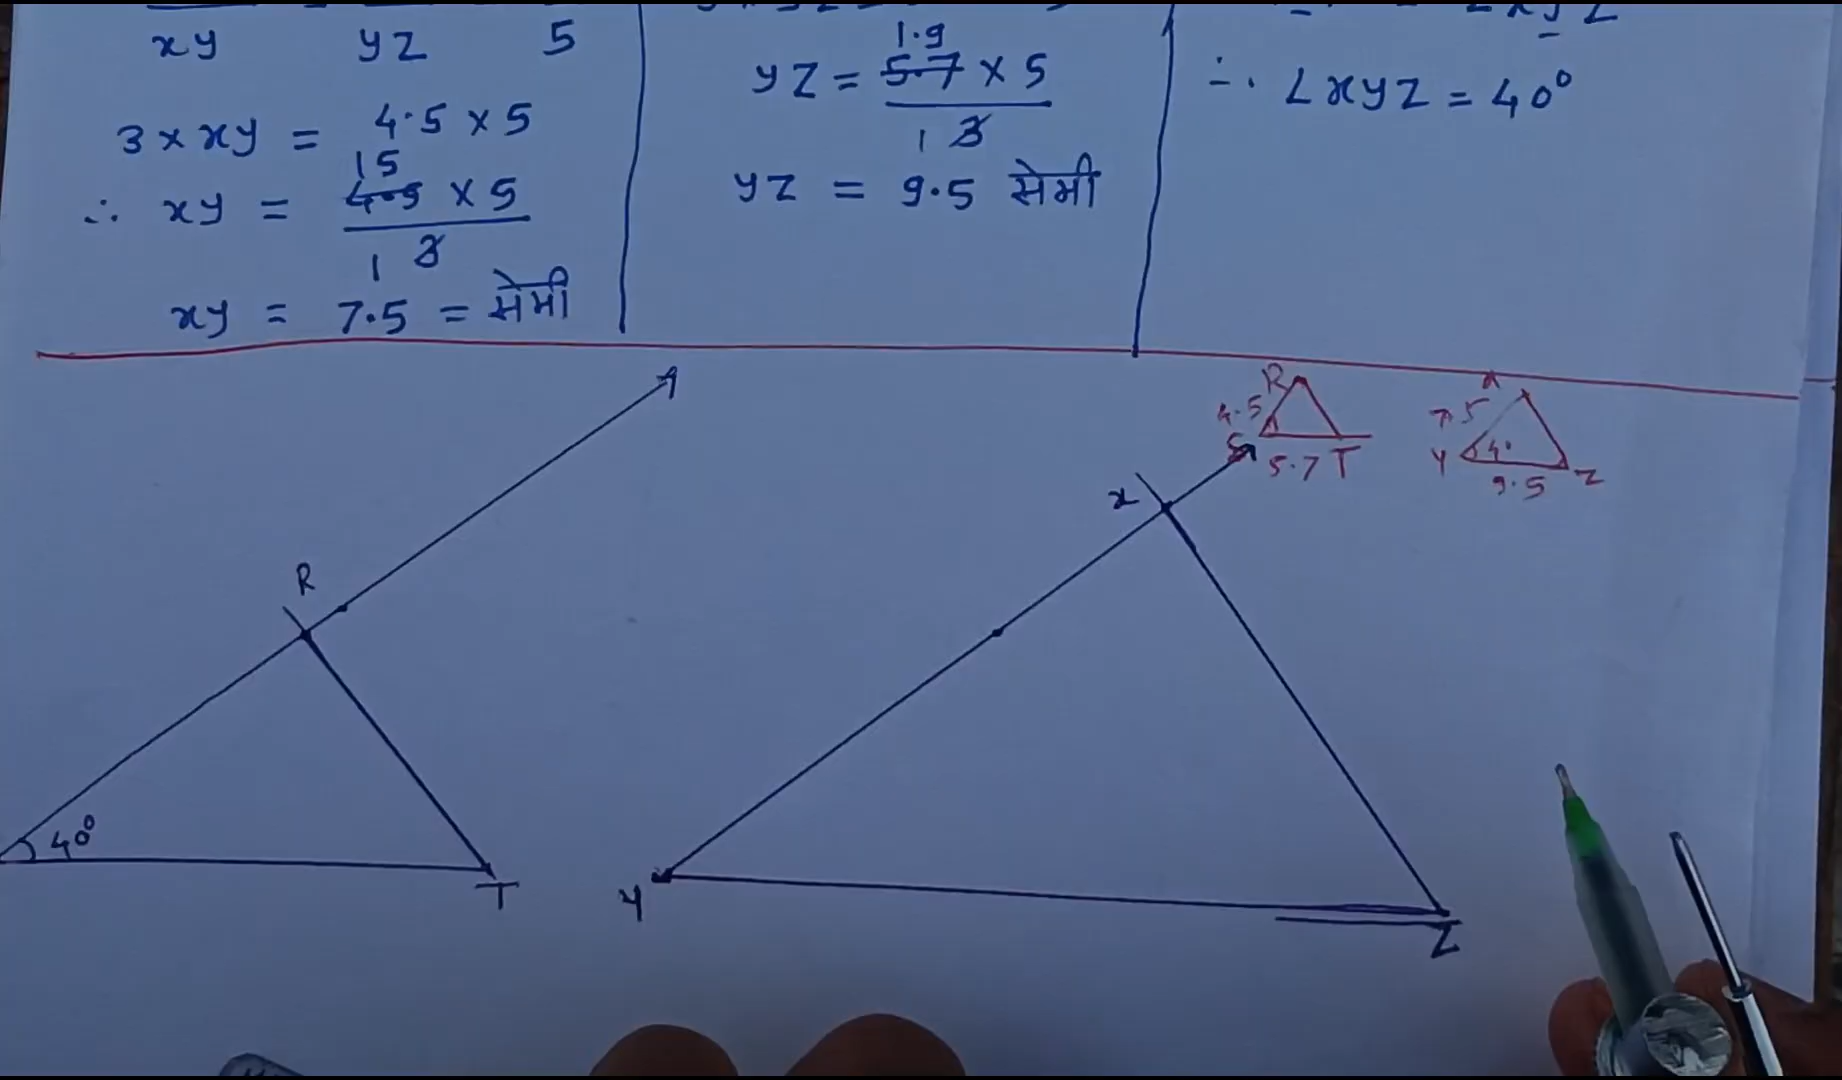 xy yz 5
3 × xy = 4.5 × 5
15
∴ xy = 4.5 × 5
1 3
xy = 7.5 = सेमी
1.9
yz = 5.7 × 5
1 3
yz = 9.5 सेमी
∠xyz
∴ ∠xyz = 40°
R
40°
T
x
Y
Z
R
4.5
S
5.7 T
x
7.5
Y 4°
9.5 Z